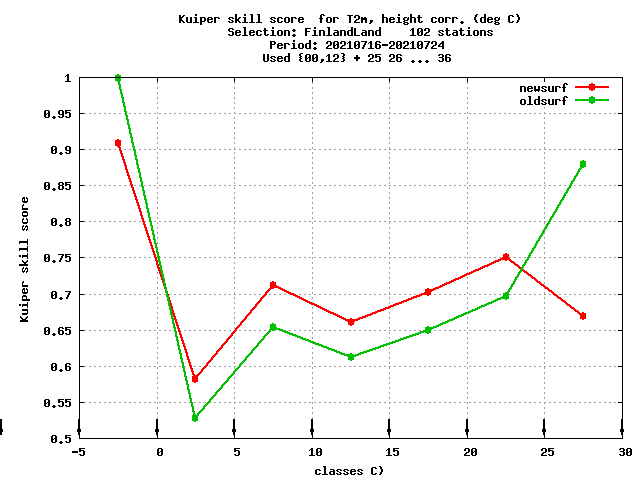 Kuiper skill score  for T2m, height corr. (deg C)
Selection: FinlandLand    102 stations
Period: 20210716-20210724
Used {00,12} + 25 26 ... 36
newsurf
oldsurf
1
0.95
0.9
0.85
0.8
0.75
0.7
0.65
0.6
0.55
0.5
Kuiper skill score
-5 0 5 10 15 20 25 30
classes C)